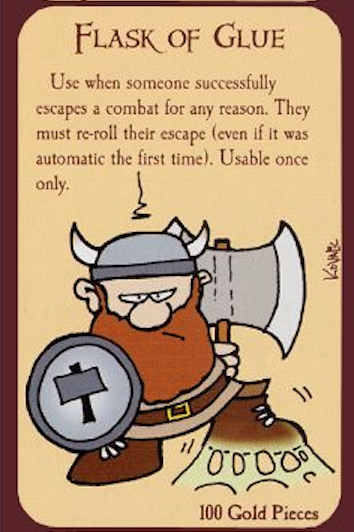 FLASK OF GLUE
Use when someone successfully
escapes a combat for any reason. They
must re-roll their escape (even if it was
automatic the first time). Usable once
only.
KOVALIC
100 Gold Pieces